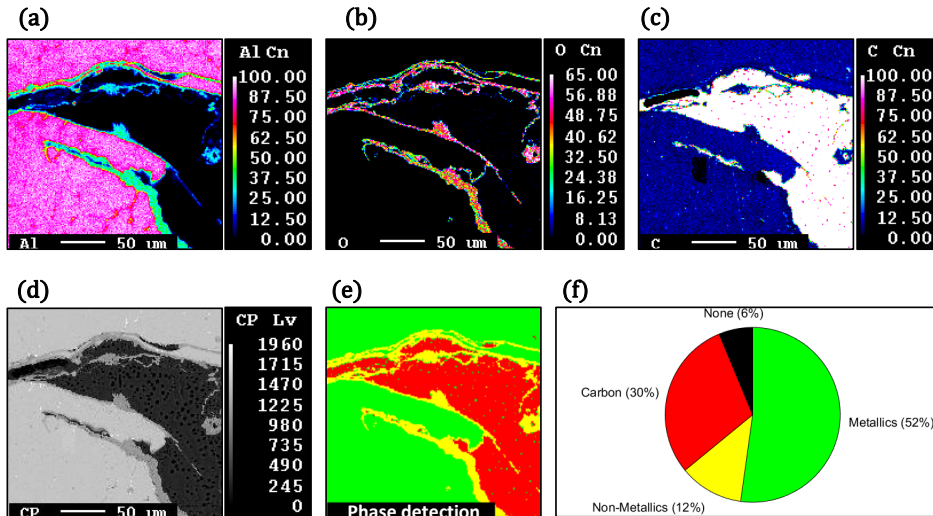 (a)
Al Cn
100.00
87.50
75.00
62.50
50.00
37.50
25.00
12.50
0.00
Al 50 um
(b)
O Cn
65.00
56.88
48.75
40.62
32.50
24.38
16.25
8.13
0.00
O 50 um
(c)
C Cn
100.00
87.50
75.00
62.50
50.00
37.50
25.00
12.50
0.00
C 50 um
(d)
CP Lv
1960
1715
1470
1225
980
735
490
245
0
CP 50 um
(e)
Phase detection
(f)
None (6%)
Carbon (30%)
Metallics (52%)
Non-Metallics (12%)